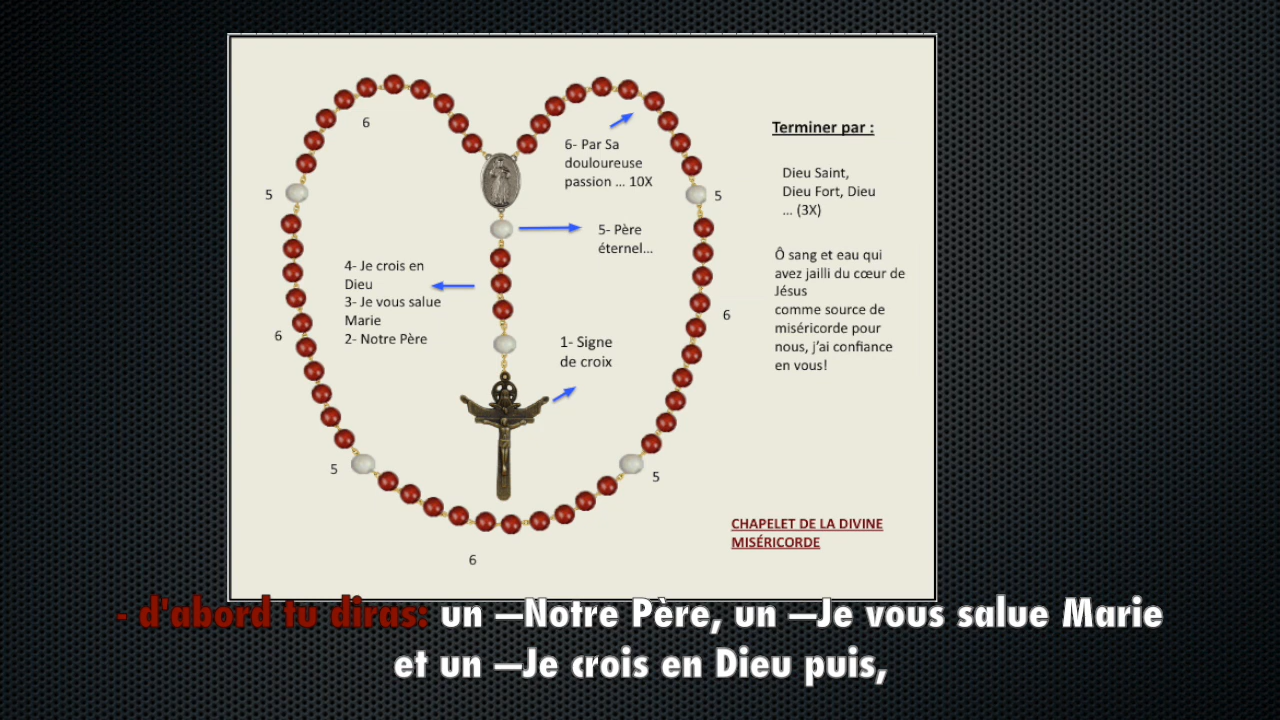 6
6- Par Sa
douloureuse
passion ... 10X
Terminer par :
Dieu Saint,
Dieu Fort, Dieu
... (3X)
5
5
5- Père
éternel...
4- Je crois en
Dieu
3- Je vous salue
Marie
2- Notre Père
Ô sang et eau qui
avez jailli du cœur de
Jésus
comme source de
miséricorde pour
nous, j'ai confiance
en vous!
6
6
1- Signe
de croix
5
5
6
CHAPELET DE LA DIVINE
MISÉRICORDE
- d'abord tu diras: un —Notre Père, un —Je vous salue Marie
et un —Je crois en Dieu puis,